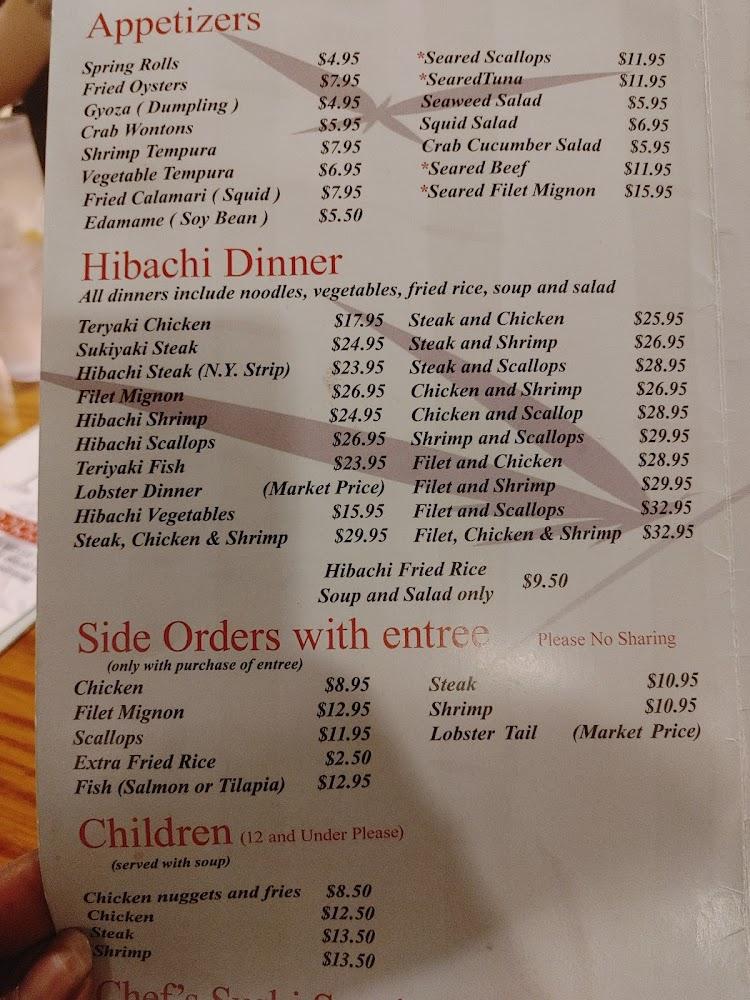 Appetizers
Spring Rolls $4.95
Fried Oysters $7.95
Gyoza ( Dumpling ) $4.95
Crab Wontons $5.95
Shrimp Tempura $7.95
Vegetable Tempura $6.95
Fried Calamari ( Squid ) $7.95
Edamame ( Soy Bean ) $5.50
*Seared Scallops $11.95
*SearedTuna $11.95
Seaweed Salad $5.95
Squid Salad $6.95
Crab Cucumber Salad $5.95
*Seared Beef $11.95
*Seared Filet Mignon $15.95
Hibachi Dinner
All dinners include noodles, vegetables, fried rice, soup and salad
Teryaki Chicken $17.95
Sukiyaki Steak $24.95
Hibachi Steak (N.Y. Strip) $23.95
Filet Mignon $26.95
Hibachi Shrimp $24.95
Hibachi Scallops $26.95
Teriyaki Fish $23.95
Lobster Dinner (Market Price)
Hibachi Vegetables $15.95
Steak, Chicken & Shrimp $29.95
Steak and Chicken $25.95
Steak and Shrimp $26.95
Steak and Scallops $28.95
Chicken and Shrimp $26.95
Chicken and Scallop $28.95
Shrimp and Scallops $29.95
Filet and Chicken $28.95
Filet and Shrimp $29.95
Filet and Scallops $32.95
Filet, Chicken & Shrimp $32.95
Hibachi Fried Rice
Soup and Salad only $9.50
Side Orders with entree Please No Sharing
(only with purchase of entree)
Chicken $8.95
Filet Mignon $12.95
Scallops $11.95
Extra Fried Rice $2.50
Fish (Salmon or Tilapia) $12.95
Steak $10.95
Shrimp $10.95
Lobster Tail (Market Price)
Children (12 and Under Please)
(served with soup)
Chicken nuggets and fries $8.50
Chicken $12.50
Steak $13.50
Shrimp $13.50
Chef's Sushi